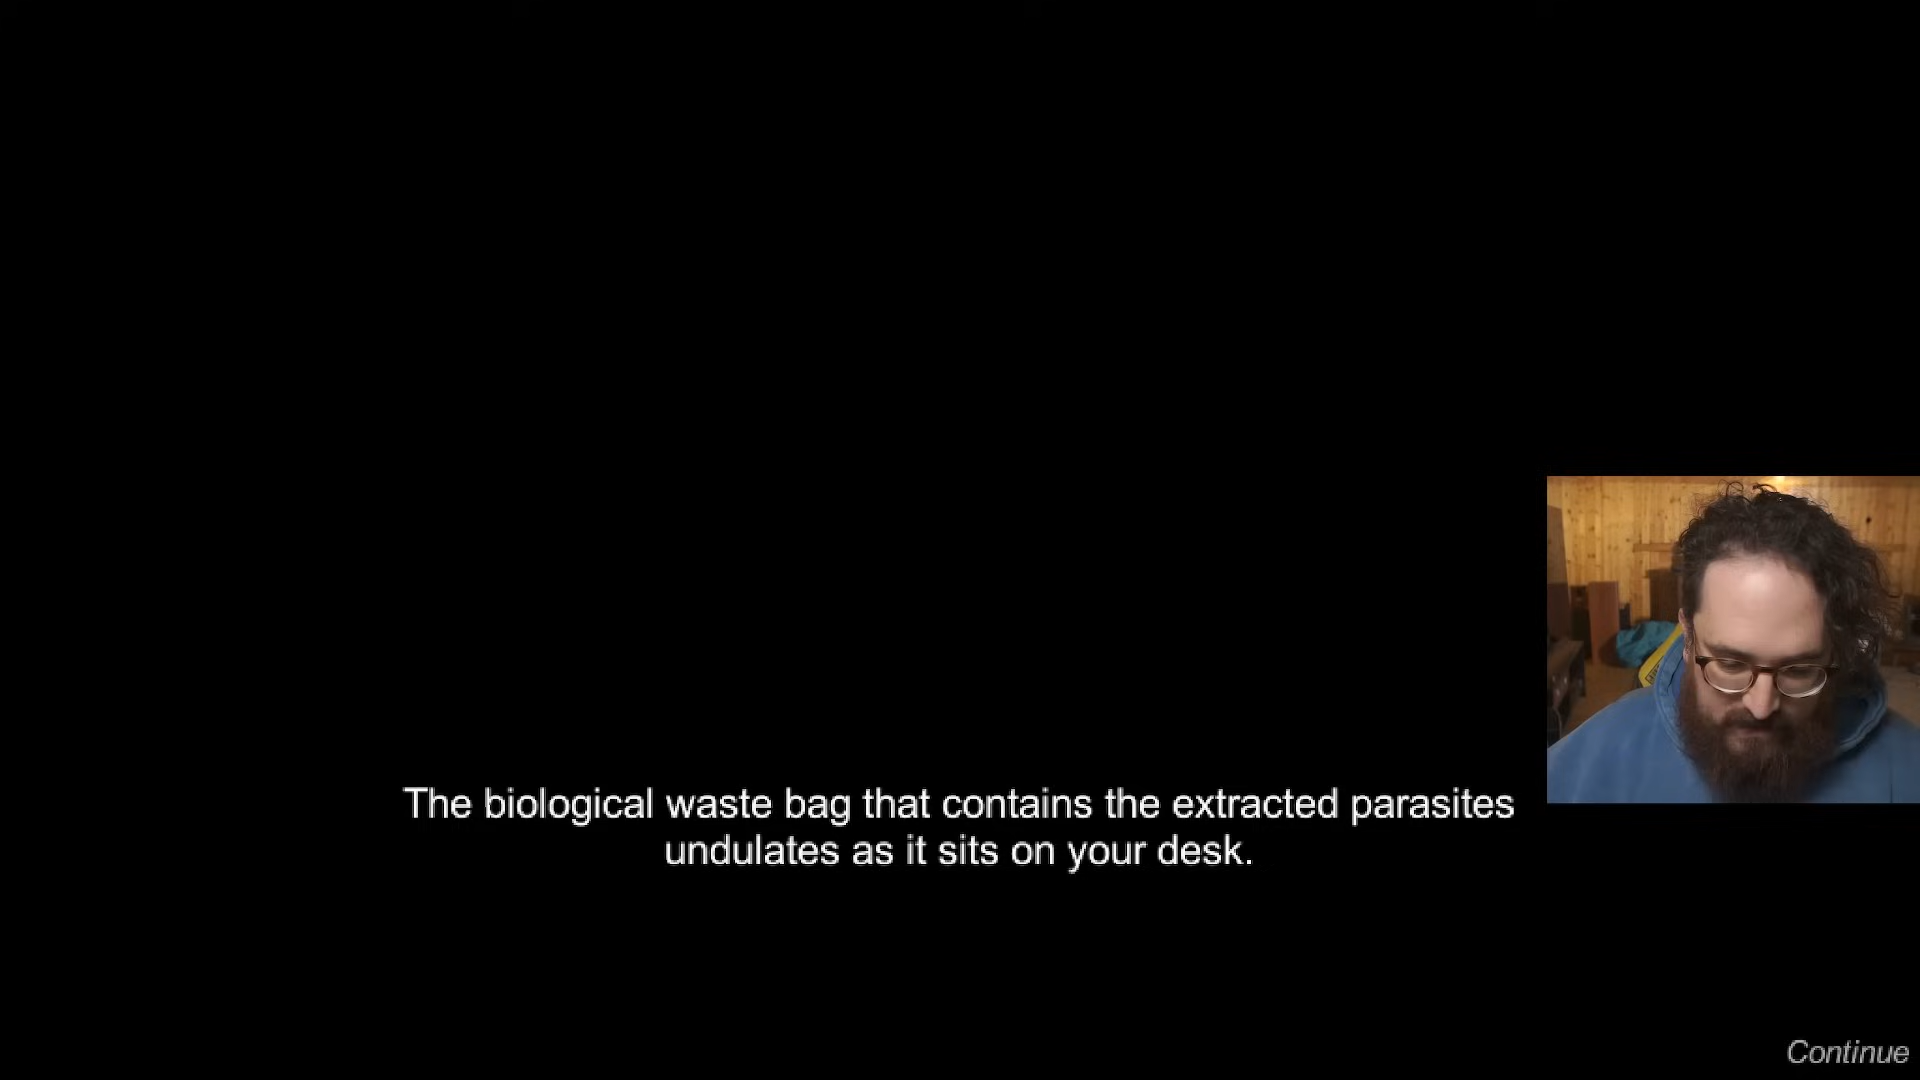 The biological waste bag that contains the extracted parasites
undulates as it sits on your desk.
Continue